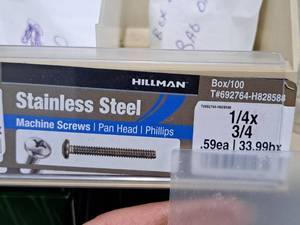 HILLMAN
Box/100
T#692764-H828588
Stainless Steel
Machine Screws | Pan Head | Phillips
1/4x
3/4
.59ea | 33.99bx